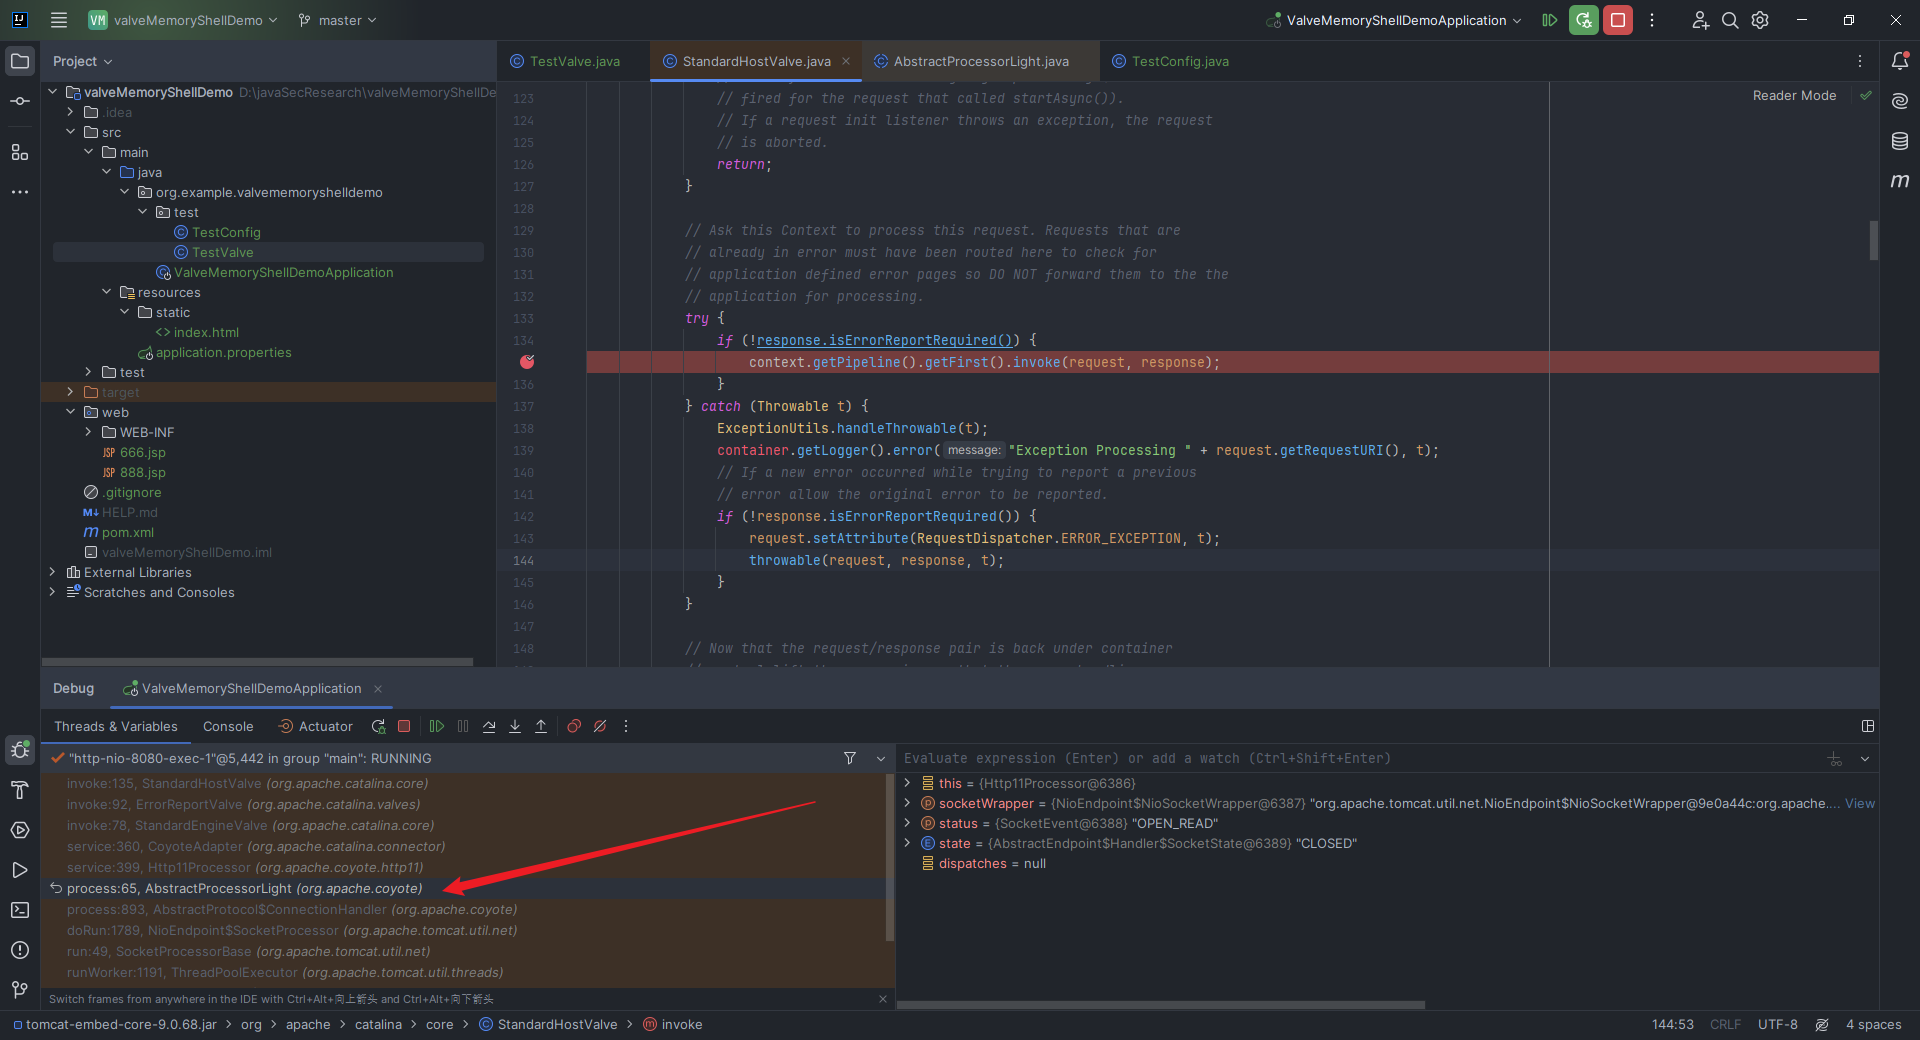 VM valveMemoryShellDemo master ValveMemoryShellDemoApplication
Project
TestValve.java StandardHostValve.java AbstractProcessorLight.java TestConfig.java
valveMemoryShellDemo D:\javaSecResearch\valveMemoryShellDe
.idea
src
main
java
org.example.valvememoryshelldemo
test
TestConfig
TestValve
ValveMemoryShellDemoApplication
resources
static
index.html
application.properties
test
target
web
WEB-INF
JSP 666.jsp
JSP 888.jsp
.gitignore
M↓ HELP.md
m pom.xml
valveMemoryShellDemo.iml
External Libraries
Scratches and Consoles
Reader Mode
123 // fired for the request that called startAsync()).
124 // If a request init listener throws an exception, the request
125 // is aborted.
126 return;
127 }
128
129 // Ask this Context to process this request. Requests that are
130 // already in error must have been routed here to check for
131 // application defined error pages so DO NOT forward them to the the
132 // application for processing.
133 try {
134 if (!response.isErrorReportRequired()) {
context.getPipeline().getFirst().invoke(request, response);
136 }
137 } catch (Throwable t) {
138 ExceptionUtils.handleThrowable(t);
139 container.getLogger().error( message: "Exception Processing " + request.getRequestURI(), t);
140 // If a new error occurred while trying to report a previous
141 // error allow the original error to be reported.
142 if (!response.isErrorReportRequired()) {
143 request.setAttribute(RequestDispatcher.ERROR_EXCEPTION, t);
144 throwable(request, response, t);
145 }
146 }
147
148 // Now that the request/response pair is back under container
Debug ValveMemoryShellDemoApplication
Threads & Variables Console Actuator
"http-nio-8080-exec-1"@5,442 in group "main": RUNNING
invoke:135, StandardHostValve (org.apache.catalina.core)
invoke:92, ErrorReportValve (org.apache.catalina.valves)
invoke:78, StandardEngineValve (org.apache.catalina.core)
service:360, CoyoteAdapter (org.apache.catalina.connector)
service:399, Http11Processor (org.apache.coyote.http11)
process:65, AbstractProcessorLight (org.apache.coyote)
process:893, AbstractProtocol$ConnectionHandler (org.apache.coyote)
doRun:1789, NioEndpoint$SocketProcessor (org.apache.tomcat.util.net)
run:49, SocketProcessorBase (org.apache.tomcat.util.net)
runWorker:1191, ThreadPoolExecutor (org.apache.tomcat.util.threads)
Switch frames from anywhere in the IDE with Ctrl+Alt+向上箭头 and Ctrl+Alt+向下箭头
Evaluate expression (Enter) or add a watch (Ctrl+Shift+Enter)
this = {Http11Processor@6386}
socketWrapper = {NioEndpoint$NioSocketWrapper@6387} "org.apache.tomcat.util.net.NioEndpoint$NioSocketWrapper@9e0a44c:org.apache.... View
status = {SocketEvent@6388} "OPEN_READ"
state = {AbstractEndpoint$Handler$SocketState@6389} "CLOSED"
dispatches = null
tomcat-embed-core-9.0.68.jar org apache catalina core StandardHostValve invoke
144:53 CRLF UTF-8 4 spaces